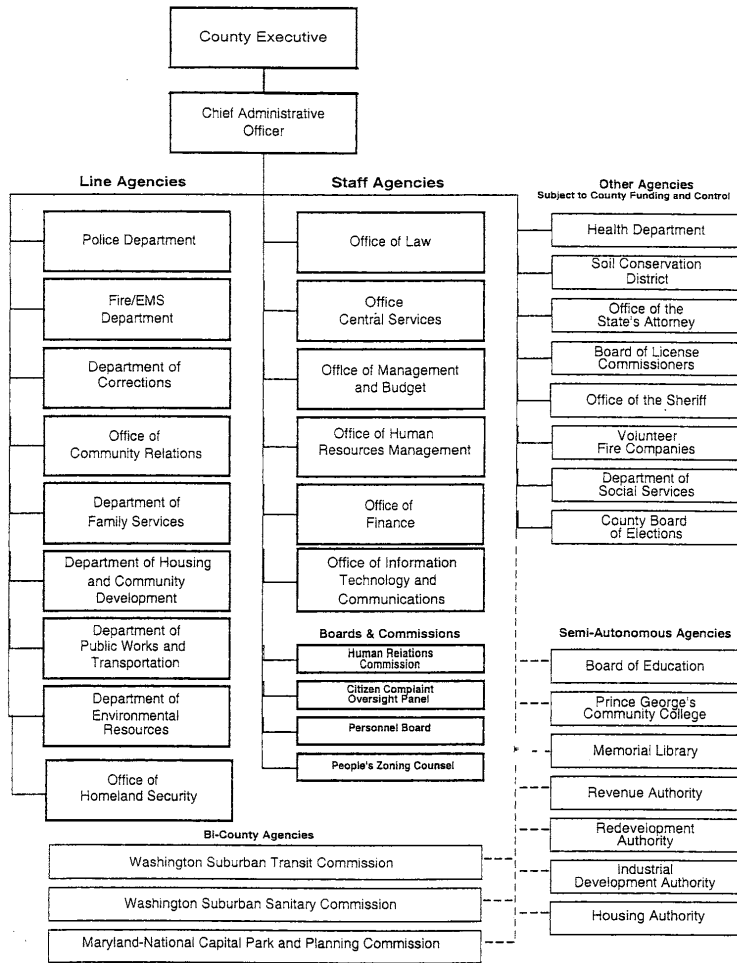 County Executive
Chief Administrative
Officer
Line Agencies
Police Department
Fire/EMS
Department
Department of
Corrections
Office of
Community Relations
Department of
Family Services
Department of Housing
and Community
Development
Department of
Public Works and
Transportation
Department of
Environmental
Resources
Office of
Homeland Security
Staff Agencies
Office of Law
Office
Central Services
Office of Management
and Budget
Office of Human
Resources Management
Office of
Finance
Office of Information
Technology and
Communications
Boards & Commissions
Human Relations
Commission
Citizen Complaint
Oversight Panel
Personnel Board
People's Zoning Counsel
Other Agencies
Subject to County Funding and Control
Health Department
Soil Conservation
District
Office of the
State's Attorney
Board of License
Commissioners
Office of the Sheriff
Volunteer
Fire Companies
Department of
Social Services
County Board
of Elections
Semi-Autonomous Agencies
Board of Education
Prince George's
Community College
Memorial Library
Revenue Authority
Redevelopment
Authority
Industrial
Development Authority
Housing Authority
Bi-County Agencies
Washington Suburban Transit Commission
Washington Suburban Sanitary Commission
Maryland-National Capital Park and Planning Commission